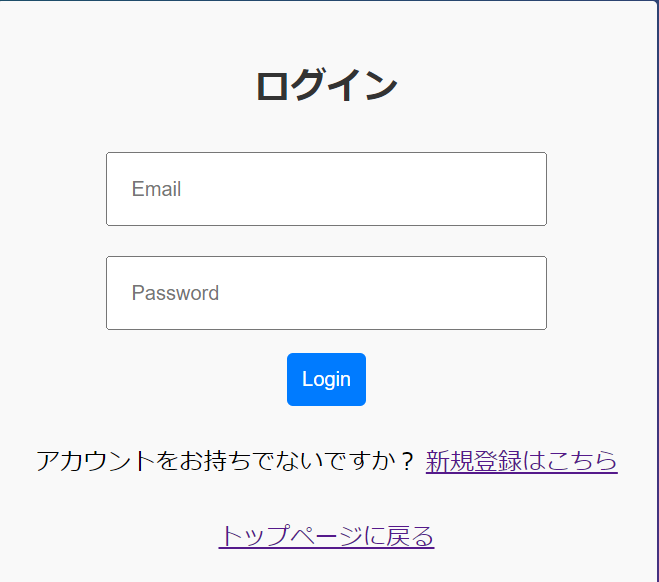 ログイン
Email
Password
Login
アカウントをお持ちでないですか？ 新規登録はこちら
トップページに戻る